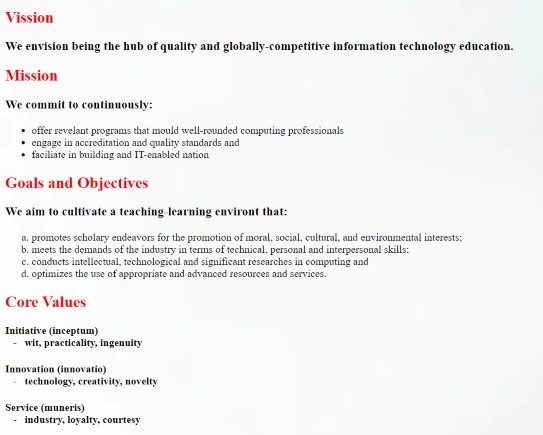 Vission
We envision being the hub of quality and globally-competitive information technology education.
Mission
We commit to continuously:
• offer revelant programs that mould well-rounded computing professionals
• engage in accreditation and quality standards and
• faciliate in building and IT-enabled nation
Goals and Objectives
We aim to cultivate a teaching-learning environt that:
a. promotes scholary endeavors for the promotion of moral, social, cultural, and environmental interests;
b. meets the demands of the industry in terms of technical, personal and interpersonal skills;
c. conducts intellectual, technological and significant researches in computing and
d. optimizes the use of appropriate and advanced resources and services.
Core Values
Initiative (inceptum)
- wit, practicality, ingenuity
Innovation (innovatio)
- technology, creativity, novelty
Service (muneris)
- industry, loyalty, courtesy